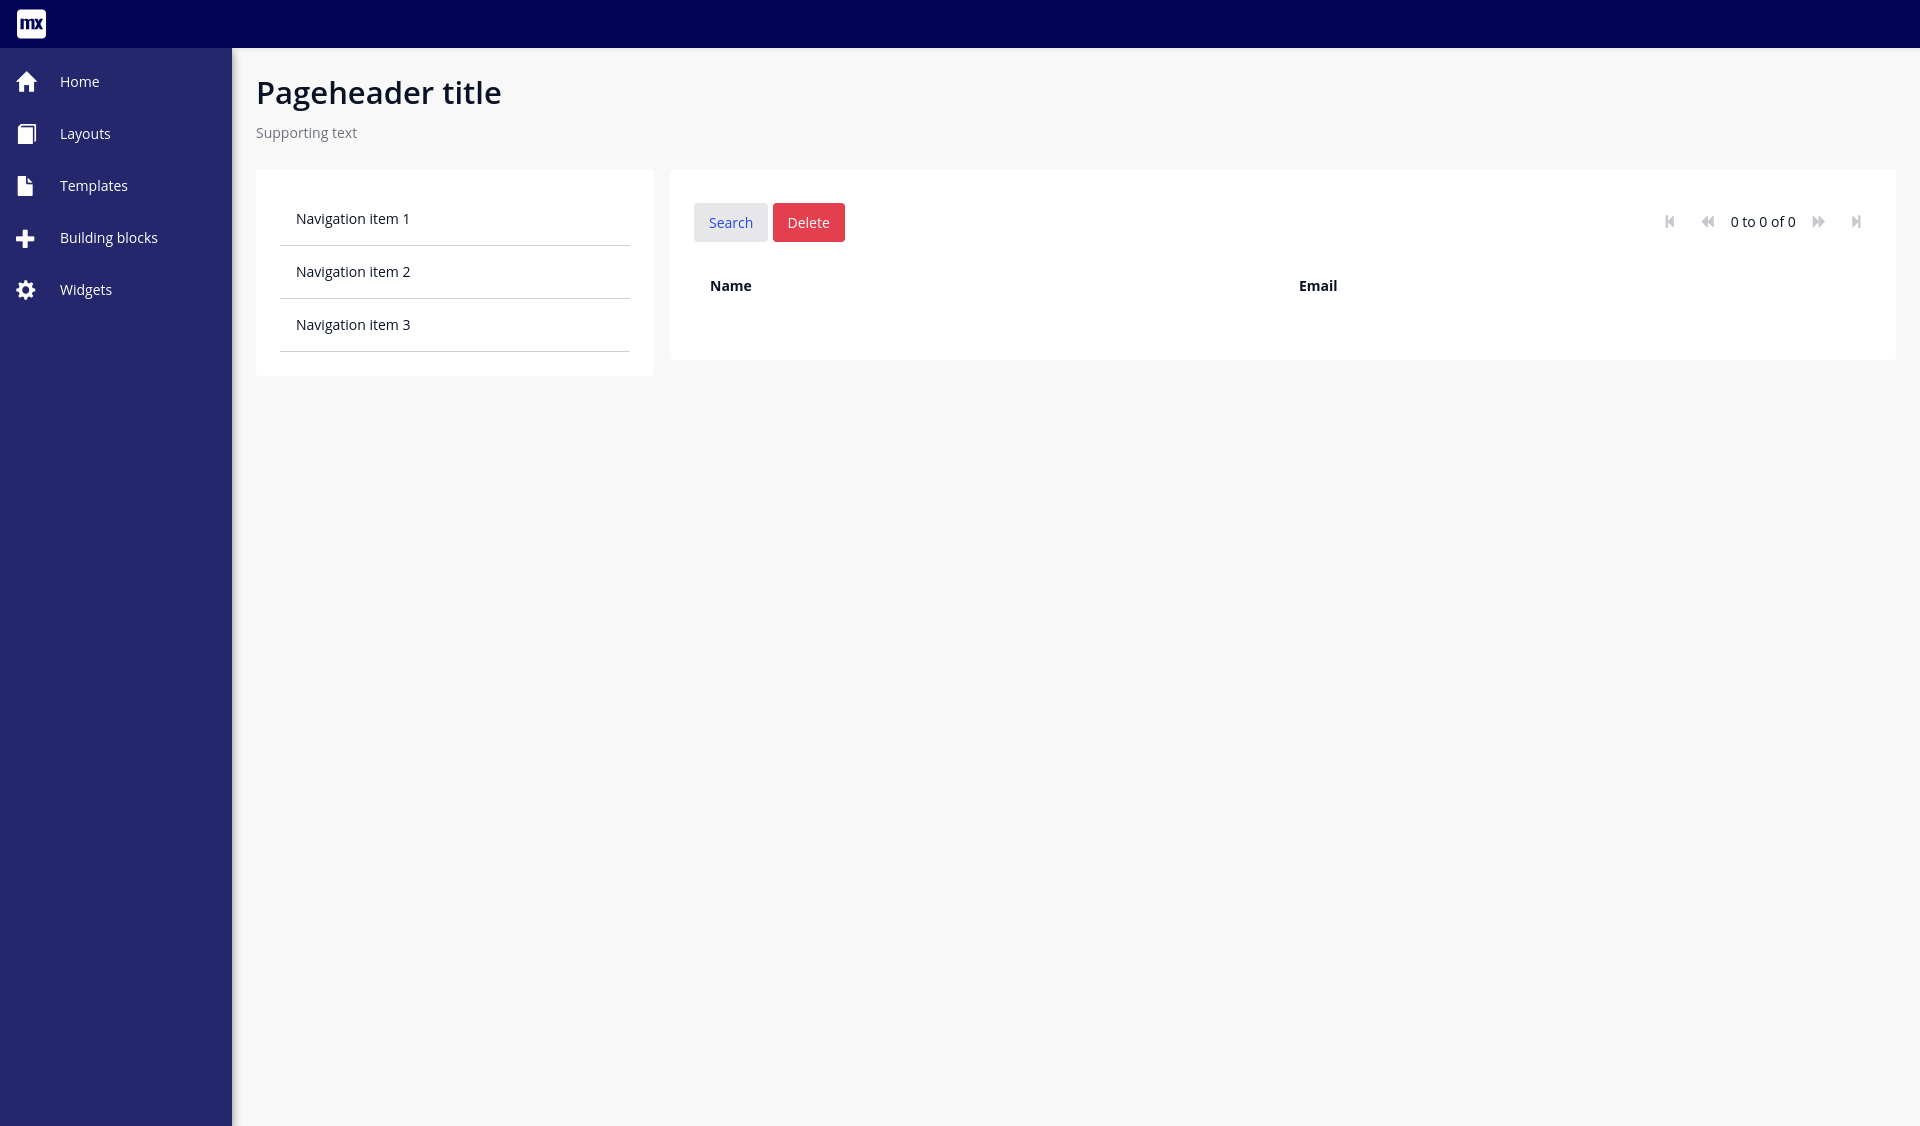 mx
Home
Layouts
Templates
Building blocks
Widgets
Pageheader title
Supporting text
Navigation item 1
Navigation item 2
Navigation item 3
Search Delete 0 to 0 of 0
Name Email